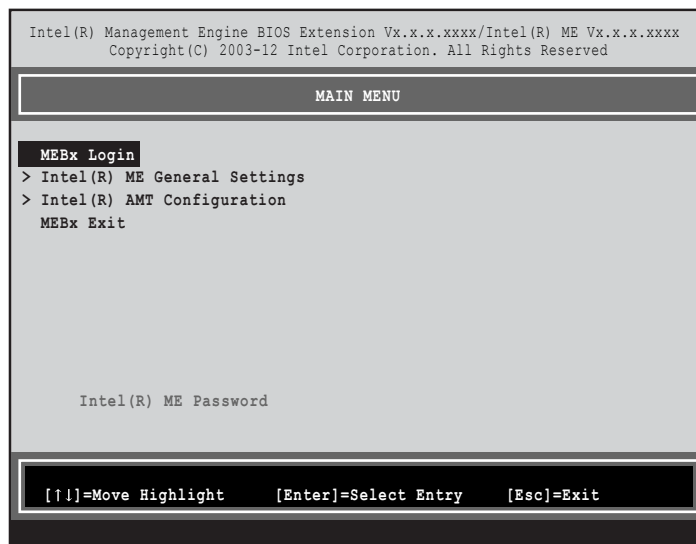 Intel(R) Management Engine BIOS Extension Vx.x.x.xxxx/Intel(R) ME Vx.x.x.xxxx
Copyright(C) 2003-12 Intel Corporation. All Rights Reserved
MAIN MENU
MEBx Login
> Intel(R) ME General Settings
> Intel(R) AMT Configuration
MEBx Exit
Intel(R) ME Password
[↑↓]=Move Highlight [Enter]=Select Entry [Esc]=Exit